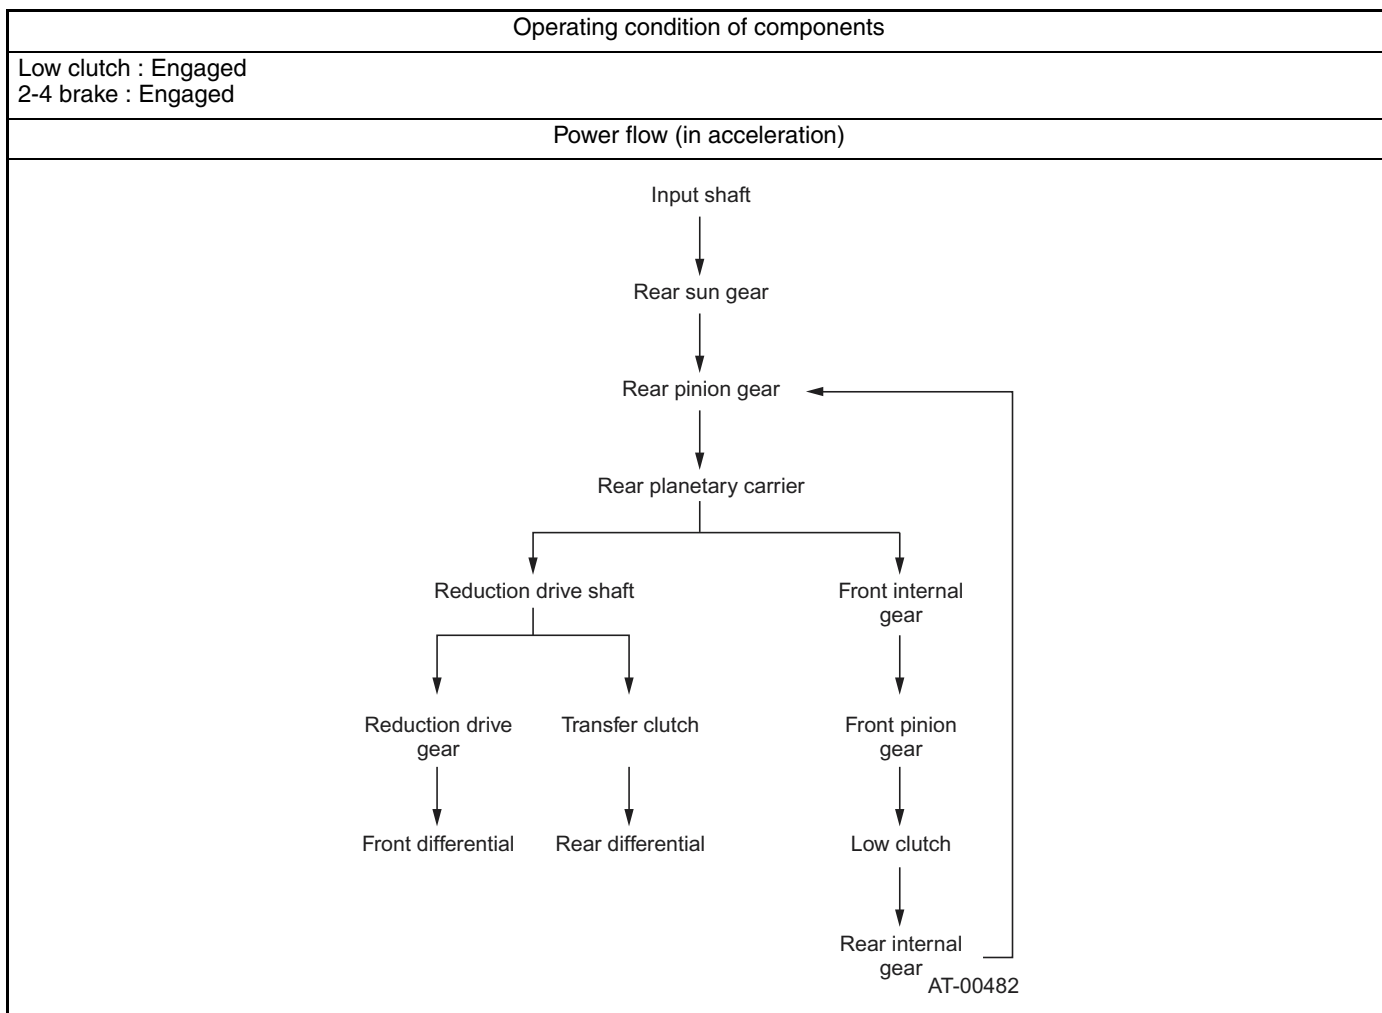 Operating condition of components
Low clutch : Engaged
2-4 brake : Engaged
Power flow (in acceleration)
Input shaft
Rear sun gear
Rear pinion gear
Rear planetary carrier
Reduction drive shaft
Front internal
gear
Reduction drive
gear
Transfer clutch
Front pinion
gear
Front differential
Rear differential
Low clutch
Rear internal
gear
AT-00482